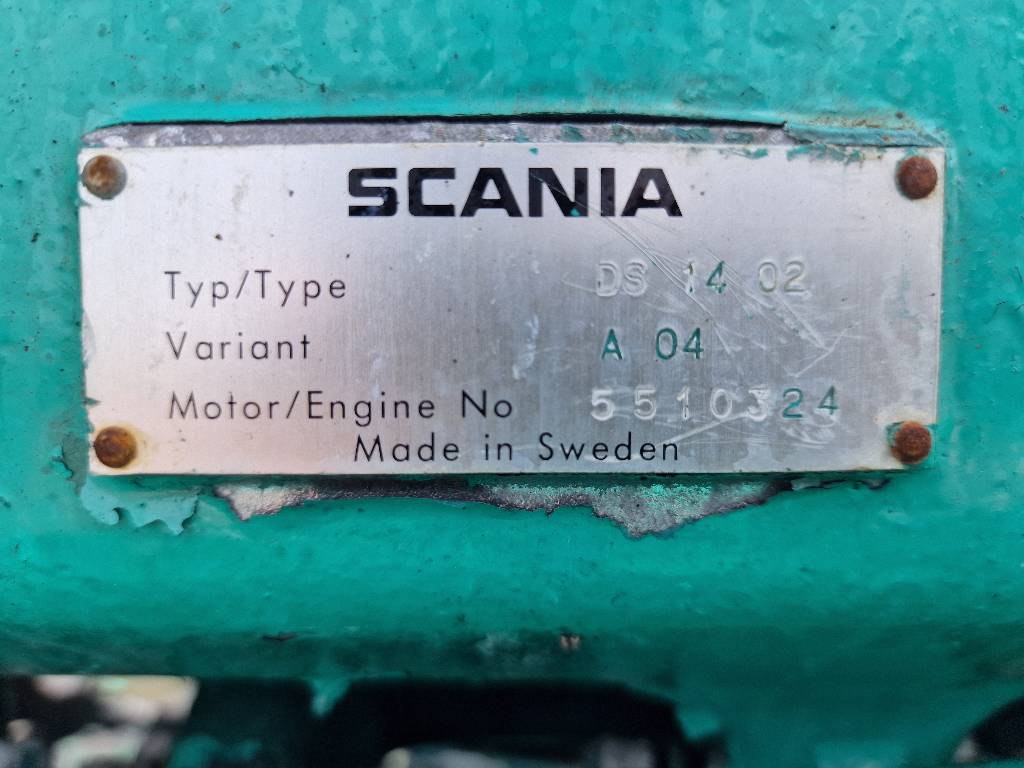 SCANIA
Typ/Type DS 14 02
Variant A 04
Motor/Engine No 5510324
Made in Sweden